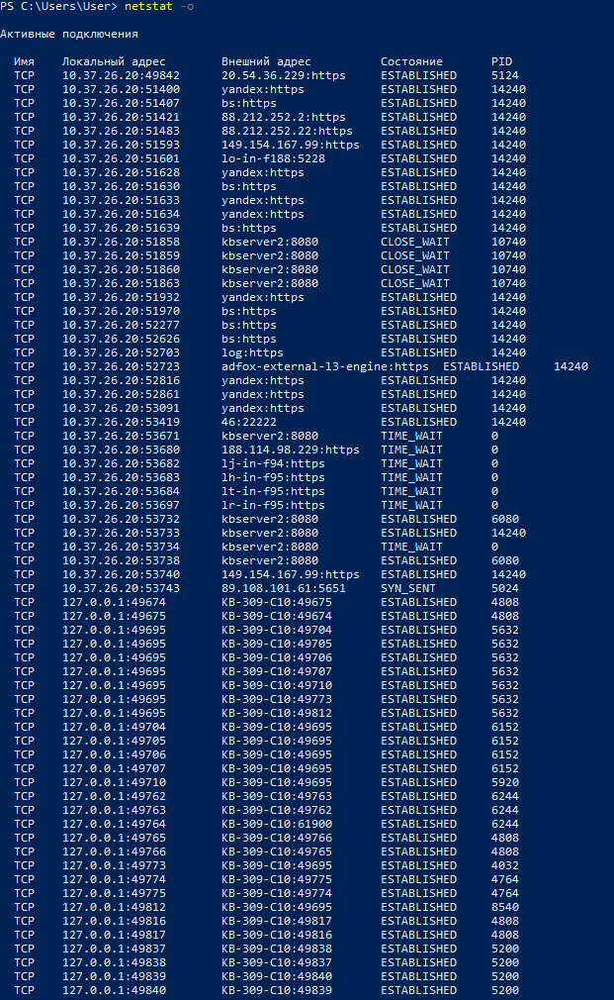 PS C:\Users\User> netstat -o
Активные подключения
Имя Локальный адрес Внешний адрес Состояние PID
TCP 10.37.26.20:49842 20.54.36.229:https ESTABLISHED 5124
TCP 10.37.26.20:51400 yandex:https ESTABLISHED 14240
TCP 10.37.26.20:51407 bs:https ESTABLISHED 14240
TCP 10.37.26.20:51421 88.212.252.2:https ESTABLISHED 14240
TCP 10.37.26.20:51483 88.212.252.22:https ESTABLISHED 14240
TCP 10.37.26.20:51593 149.154.167.99:https ESTABLISHED 14240
TCP 10.37.26.20:51601 lo-in-f188:5228 ESTABLISHED 14240
TCP 10.37.26.20:51628 yandex:https ESTABLISHED 14240
TCP 10.37.26.20:51630 bs:https ESTABLISHED 14240
TCP 10.37.26.20:51633 yandex:https ESTABLISHED 14240
TCP 10.37.26.20:51634 yandex:https ESTABLISHED 14240
TCP 10.37.26.20:51639 bs:https ESTABLISHED 14240
TCP 10.37.26.20:51858 kbserver2:8080 CLOSE_WAIT 10740
TCP 10.37.26.20:51859 kbserver2:8080 CLOSE_WAIT 10740
TCP 10.37.26.20:51860 kbserver2:8080 CLOSE_WAIT 10740
TCP 10.37.26.20:51863 kbserver2:8080 CLOSE_WAIT 10740
TCP 10.37.26.20:51932 yandex:https ESTABLISHED 14240
TCP 10.37.26.20:51970 bs:https ESTABLISHED 14240
TCP 10.37.26.20:52277 bs:https ESTABLISHED 14240
TCP 10.37.26.20:52626 bs:https ESTABLISHED 14240
TCP 10.37.26.20:52703 log:https ESTABLISHED 14240
TCP 10.37.26.20:52723 adfox-external-l3-engine:https ESTABLISHED 14240
TCP 10.37.26.20:52816 yandex:https ESTABLISHED 14240
TCP 10.37.26.20:52861 yandex:https ESTABLISHED 14240
TCP 10.37.26.20:53091 yandex:https ESTABLISHED 14240
TCP 10.37.26.20:53419 46:22222 ESTABLISHED 14240
TCP 10.37.26.20:53671 kbserver2:8080 TIME_WAIT 0
TCP 10.37.26.20:53680 188.114.98.229:https TIME_WAIT 0
TCP 10.37.26.20:53682 lj-in-f94:https TIME_WAIT 0
TCP 10.37.26.20:53683 lh-in-f95:https TIME_WAIT 0
TCP 10.37.26.20:53684 lt-in-f95:https TIME_WAIT 0
TCP 10.37.26.20:53697 lr-in-f95:https TIME_WAIT 0
TCP 10.37.26.20:53732 kbserver2:8080 ESTABLISHED 6080
TCP 10.37.26.20:53733 kbserver2:8080 ESTABLISHED 14240
TCP 10.37.26.20:53734 kbserver2:8080 TIME_WAIT 0
TCP 10.37.26.20:53738 kbserver2:8080 ESTABLISHED 6080
TCP 10.37.26.20:53740 149.154.167.99:https ESTABLISHED 14240
TCP 10.37.26.20:53743 89.108.101.61:5651 SYN_SENT 5024
TCP 127.0.0.1:49674 KB-309-C10:49675 ESTABLISHED 4808
TCP 127.0.0.1:49675 KB-309-C10:49674 ESTABLISHED 4808
TCP 127.0.0.1:49695 KB-309-C10:49704 ESTABLISHED 5632
TCP 127.0.0.1:49695 KB-309-C10:49705 ESTABLISHED 5632
TCP 127.0.0.1:49695 KB-309-C10:49706 ESTABLISHED 5632
TCP 127.0.0.1:49695 KB-309-C10:49707 ESTABLISHED 5632
TCP 127.0.0.1:49695 KB-309-C10:49710 ESTABLISHED 5632
TCP 127.0.0.1:49695 KB-309-C10:49773 ESTABLISHED 5632
TCP 127.0.0.1:49695 KB-309-C10:49812 ESTABLISHED 5632
TCP 127.0.0.1:49704 KB-309-C10:49695 ESTABLISHED 6152
TCP 127.0.0.1:49705 KB-309-C10:49695 ESTABLISHED 6152
TCP 127.0.0.1:49706 KB-309-C10:49695 ESTABLISHED 6152
TCP 127.0.0.1:49707 KB-309-C10:49695 ESTABLISHED 6152
TCP 127.0.0.1:49710 KB-309-C10:49695 ESTABLISHED 5920
TCP 127.0.0.1:49762 KB-309-C10:49763 ESTABLISHED 6244
TCP 127.0.0.1:49763 KB-309-C10:49762 ESTABLISHED 6244
TCP 127.0.0.1:49764 KB-309-C10:61900 ESTABLISHED 6244
TCP 127.0.0.1:49765 KB-309-C10:49766 ESTABLISHED 4808
TCP 127.0.0.1:49766 KB-309-C10:49765 ESTABLISHED 4808
TCP 127.0.0.1:49773 KB-309-C10:49695 ESTABLISHED 4032
TCP 127.0.0.1:49774 KB-309-C10:49775 ESTABLISHED 4764
TCP 127.0.0.1:49775 KB-309-C10:49774 ESTABLISHED 4764
TCP 127.0.0.1:49812 KB-309-C10:49695 ESTABLISHED 8540
TCP 127.0.0.1:49816 KB-309-C10:49817 ESTABLISHED 4808
TCP 127.0.0.1:49817 KB-309-C10:49816 ESTABLISHED 4808
TCP 127.0.0.1:49837 KB-309-C10:49838 ESTABLISHED 5200
TCP 127.0.0.1:49838 KB-309-C10:49837 ESTABLISHED 5200
TCP 127.0.0.1:49839 KB-309-C10:49840 ESTABLISHED 5200
TCP 127.0.0.1:49840 KB-309-C10:49839 ESTABLISHED 5200